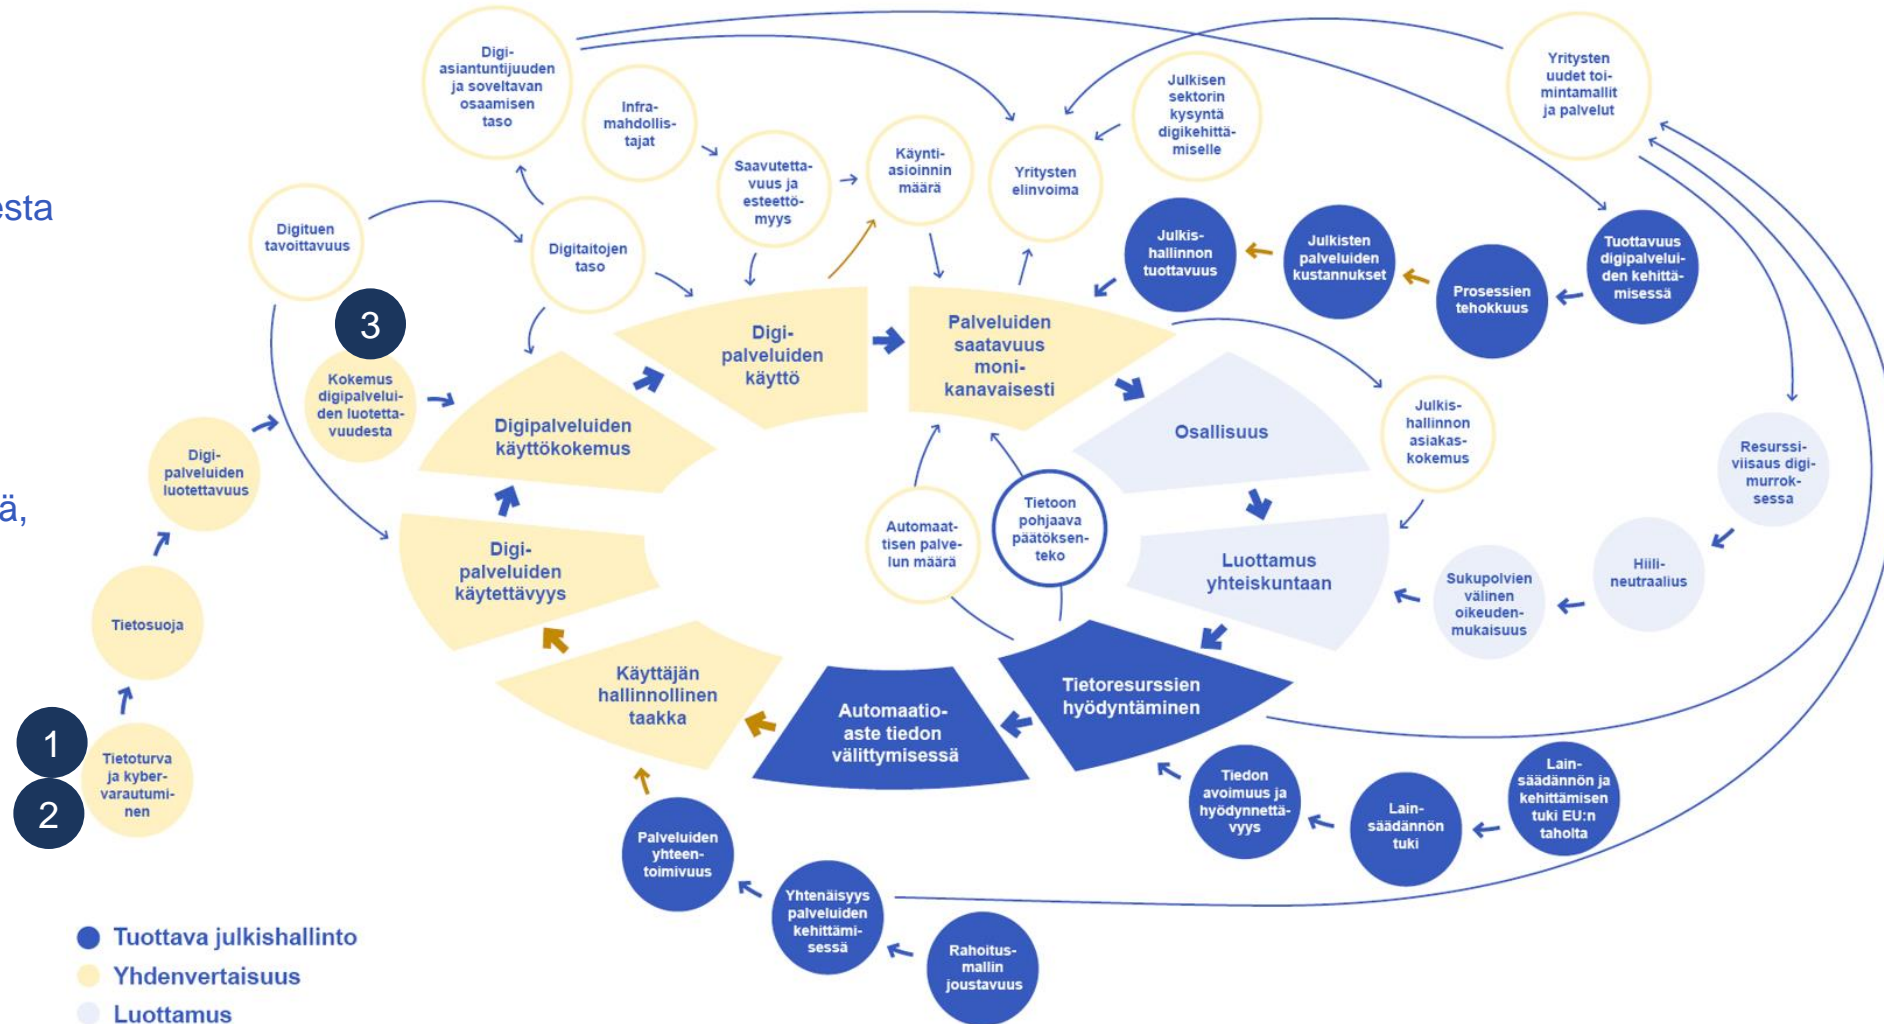 esta
ä,
Digi-
asiantuntijuuden
ja soveltavan
osaamisen
taso
Infra-
mahdollis-
tajat
Saavutetta-
vuus ja
esteettö-
myys
Käynti-
asioinnin
määrä
Yritysten
elinvoima
Julkisen
sektorin
kysyntä
digikehittä-
miselle
Yritysten
uudet toi-
mintamallit
ja palvelut
Digituen
tavoittavuus
Digitaitojen
taso
Julkis-
hallinnon
tuottavuus
Julkisten
palveluiden
kustannukset
Prosessien
tehokkuus
Tuottavuus
digipalvelui-
den kehittä-
misessä
3
Kokemus
digipalvelui-
den luotetta-
vuudesta
Digi-
palveluiden
luotettavuus
Tietosuoja
1
2
Tietoturva
ja kyber-
varautumi-
nen
Digi-
palveluiden
käyttö
Palveluiden
saatavuus
moni-
kanavaisesti
Digipalveluiden
käyttökokemus
Osallisuus
Julkis-
hallinnon
asiakas-
kokemus
Resurssi-
viisaus digi-
murrok-
sessa
Digi-
palveluiden
käytettävyys
Automaat-
tisen palve-
lun määrä
Tietoon
pohjaava
päätöksen-
teko
Luottamus
yhteiskuntaan
Sukupolvien
välinen
oikeuden-
mukaisuus
Hiili-
neutraalius
Käyttäjän
hallinnollinen
taakka
Automaatio-
aste tiedon
välittymisessä
Tietoresurssien
hyödyntäminen
Tiedon
avoimuus ja
hyödynnettä-
vyys
Lain-
säädännön
tuki
Lain-
säädännön ja
kehittämisen
tuki EU:n
taholta
Palveluiden
yhteen-
toimivuus
Yhtenäisyys
palveluiden
kehittämi-
sessä
Rahoitus-
mallin
joustavuus
Tuottava julkishallinto
Yhdenvertaisuus
Luottamus